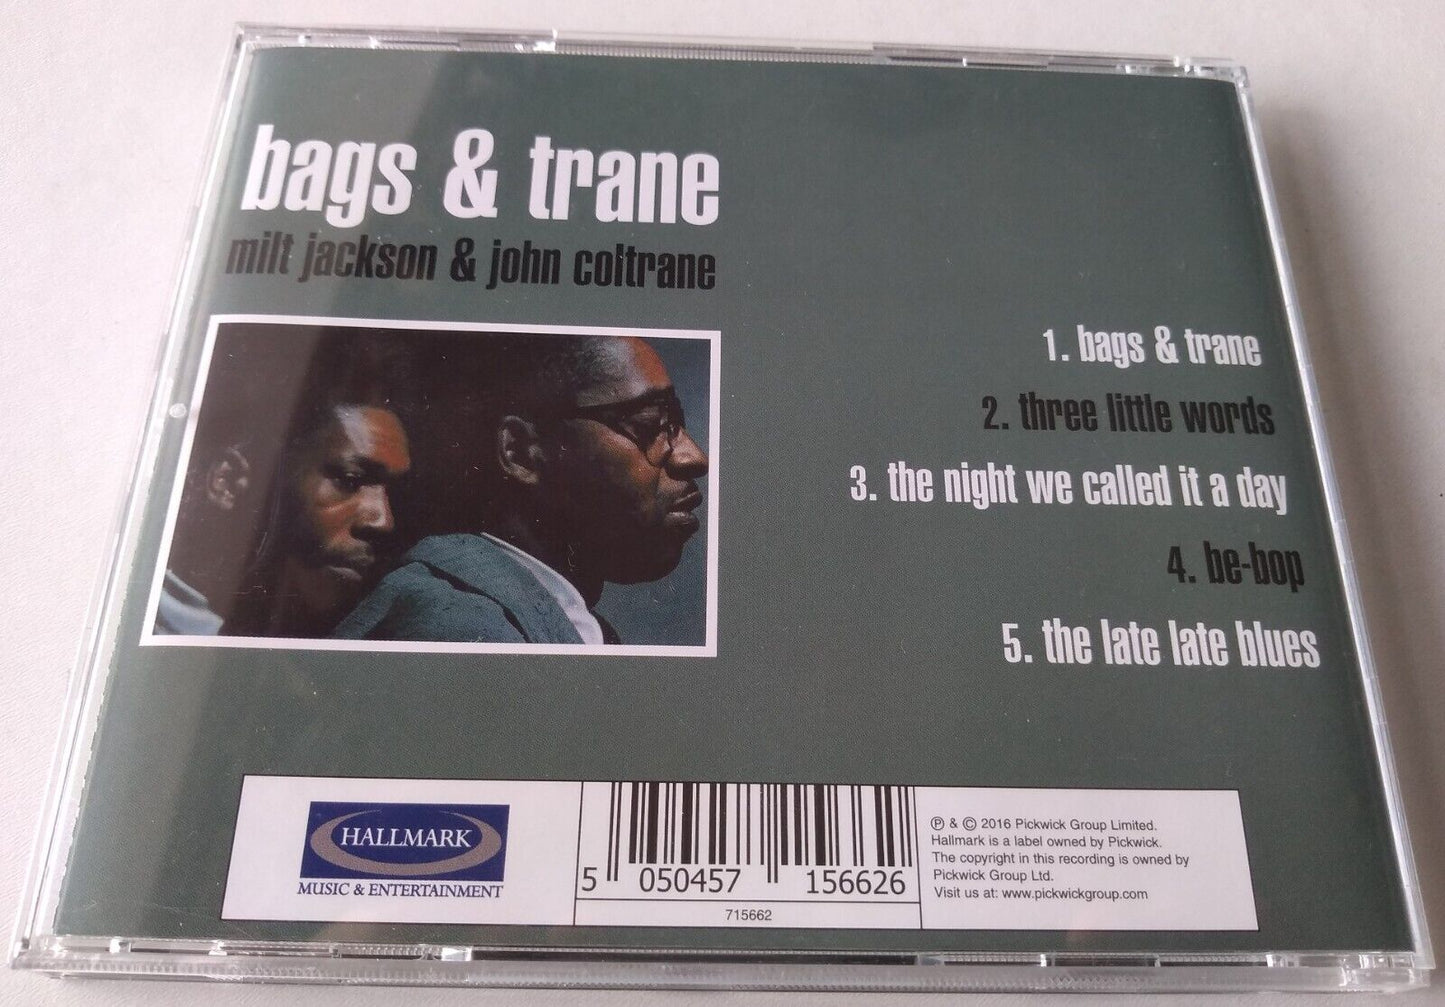 bags & trane
milt jackson & john coltrane
1. bags & trane
2. three little words
3. the night we called it a day
4. be-bop
5. the late late blues
HALLMARK
MUSIC & ENTERTAINMENT
5 050457 156626
715662
℗ & © 2016 Pickwick Group Limited.
Hallmark is a label owned by Pickwick.
The copyright in this recording is owned by
Pickwick Group Ltd.
Visit us at: www.pickwickgroup.com